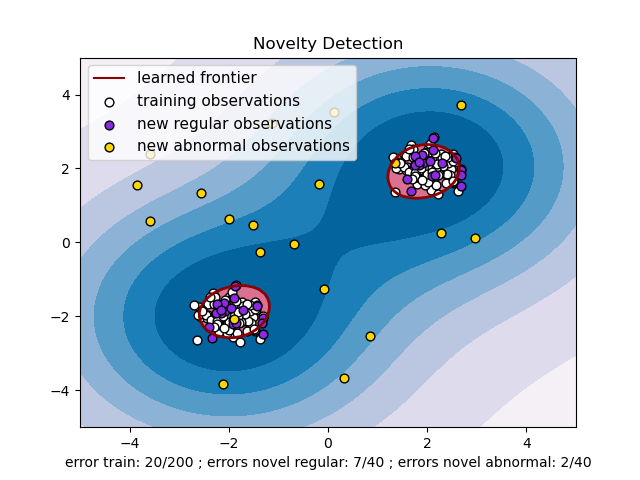 Novelty Detection
learned frontier
training observations
new regular observations
new abnormal observations
4
2
0
−2
−4
−4 −2 0 2 4
error train: 20/200 ; errors novel regular: 7/40 ; errors novel abnormal: 2/40